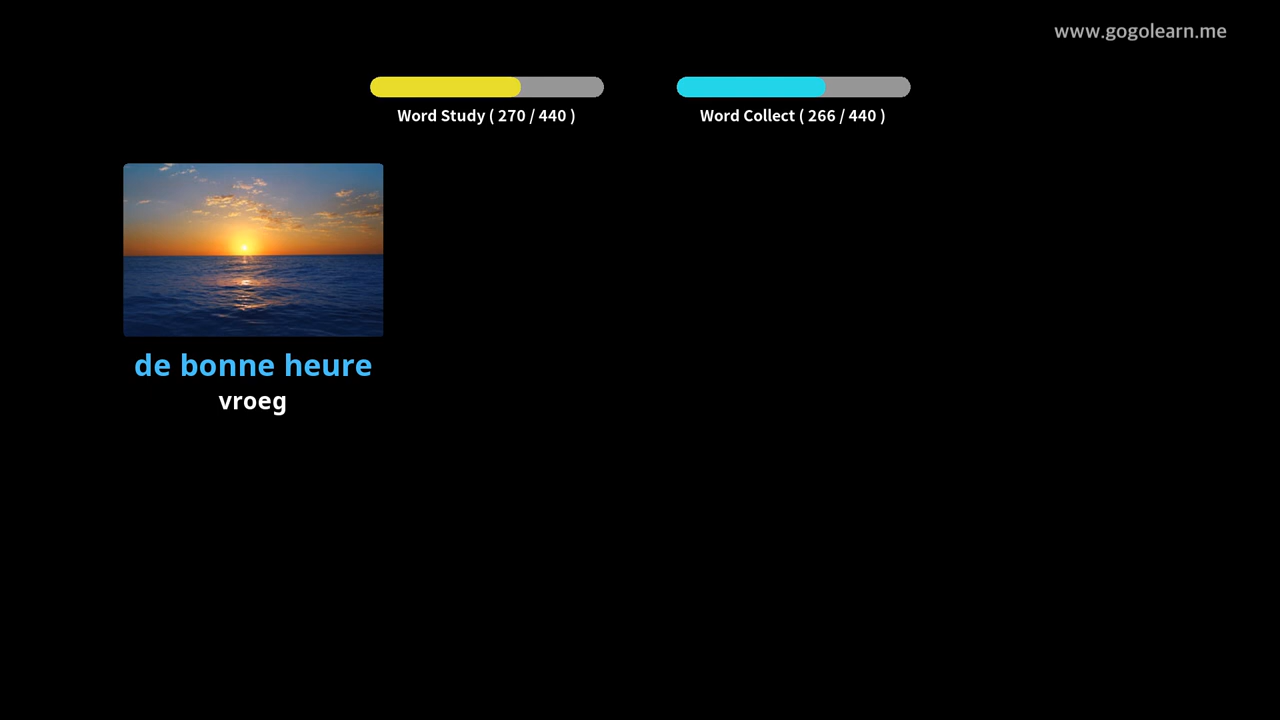 www.gogolearn.me
Word Study ( 270 / 440 )
Word Collect ( 266 / 440 )
de bonne heure
vroeg